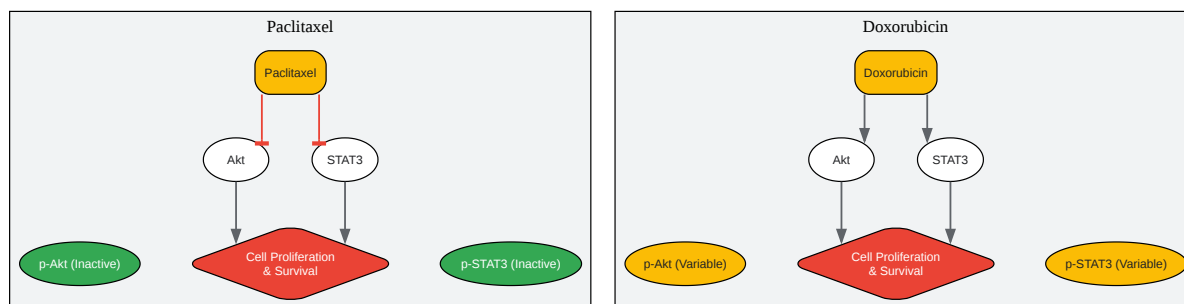 Paclitaxel
Paclitaxel
Akt
STAT3
p-Akt (Inactive)
Cell Proliferation
& Survival
p-STAT3 (Inactive)
Doxorubicin
Doxorubicin
Akt
STAT3
p-Akt (Variable)
Cell Proliferation
& Survival
p-STAT3 (Variable)